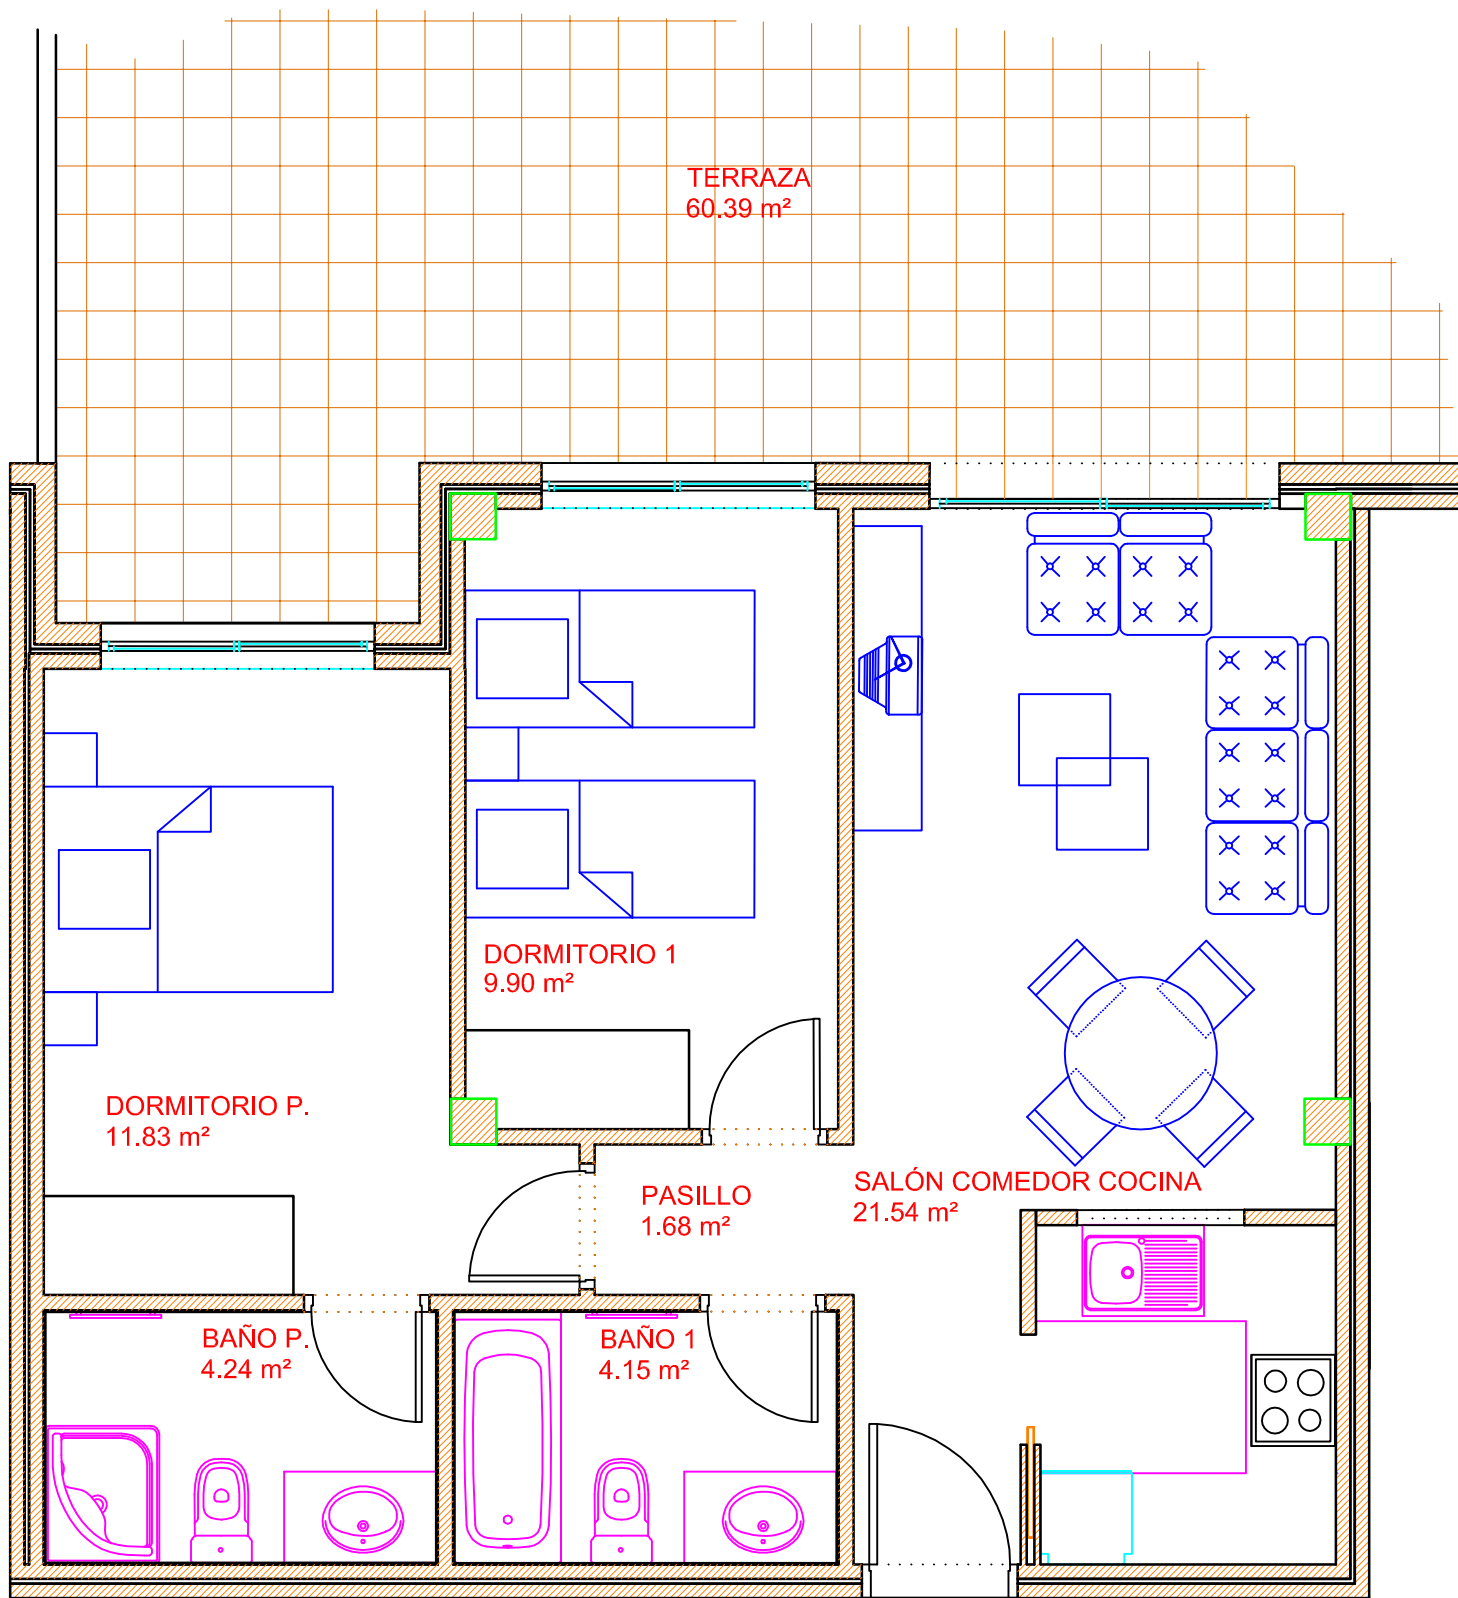 TERRAZA
60.39 m²
DORMITORIO 1
9.90 m²
DORMITORIO P.
11.83 m²
PASILLO
1.68 m²
SALÓN COMEDOR COCINA
21.54 m²
BAÑO P.
4.24 m²
BAÑO 1
4.15 m²